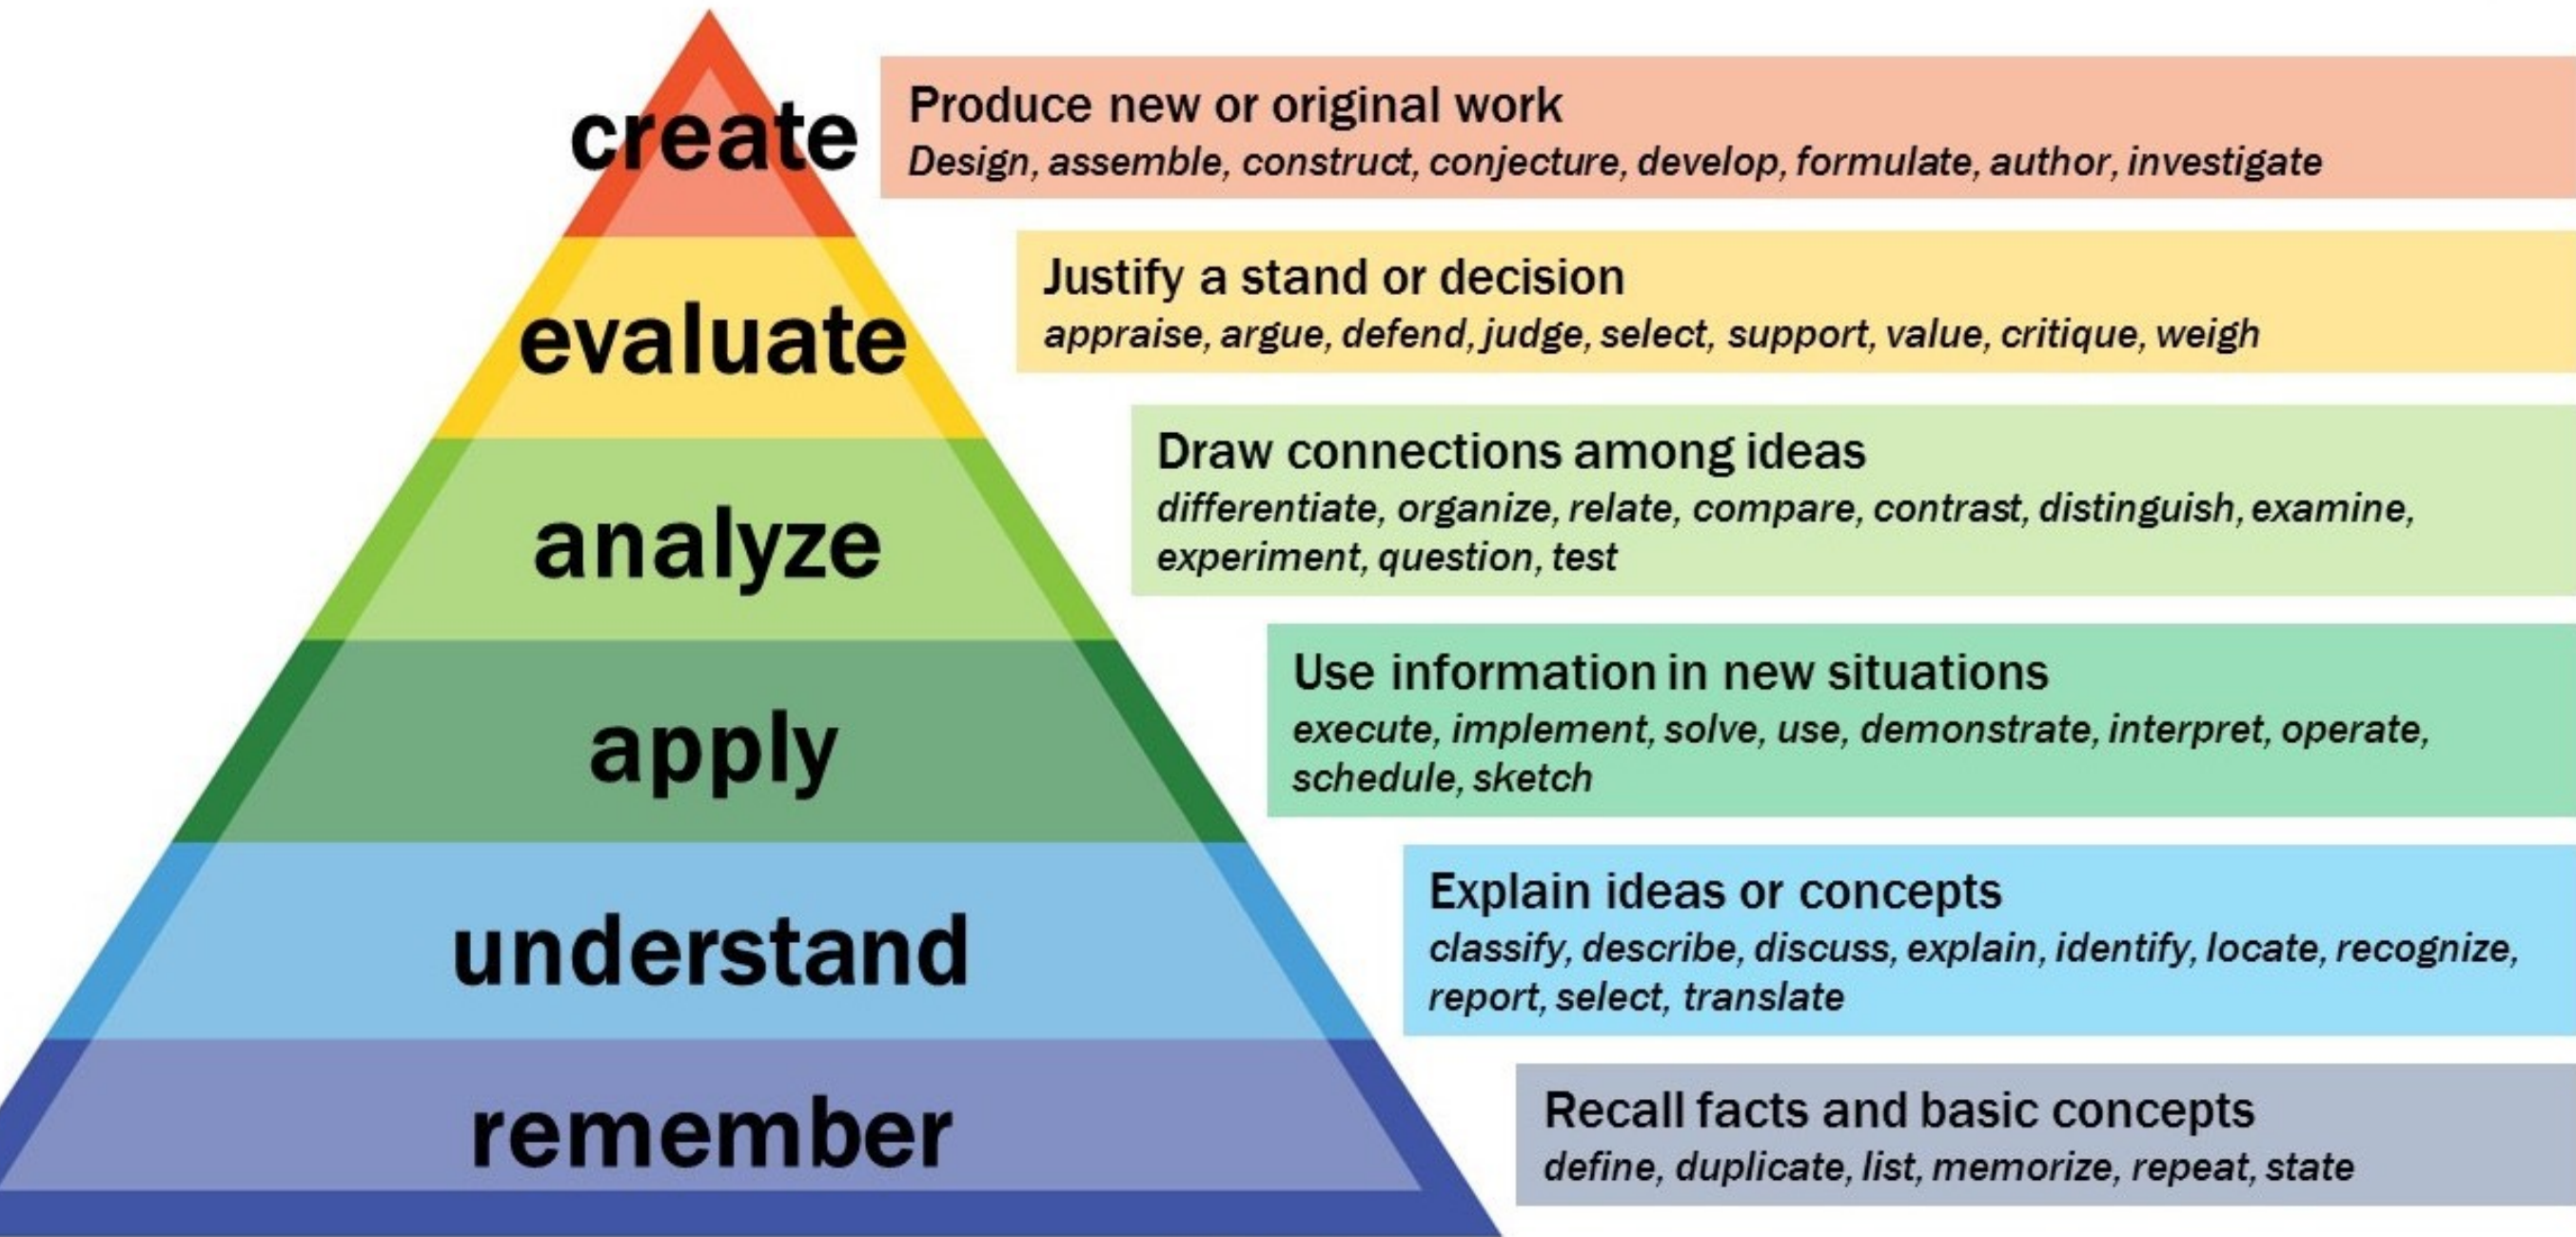 create
Produce new or original work
Design, assemble, construct, conjecture, develop, formulate, author, investigate
evaluate
Justify a stand or decision
appraise, argue, defend, judge, select, support, value, critique, weigh
analyze
Draw connections among ideas
differentiate, organize, relate, compare, contrast, distinguish, examine,
experiment, question, test
apply
Use information in new situations
execute, implement, solve, use, demonstrate, interpret, operate,
schedule, sketch
understand
Explain ideas or concepts
classify, describe, discuss, explain, identify, locate, recognize,
report, select, translate
remember
Recall facts and basic concepts
define, duplicate, list, memorize, repeat, state